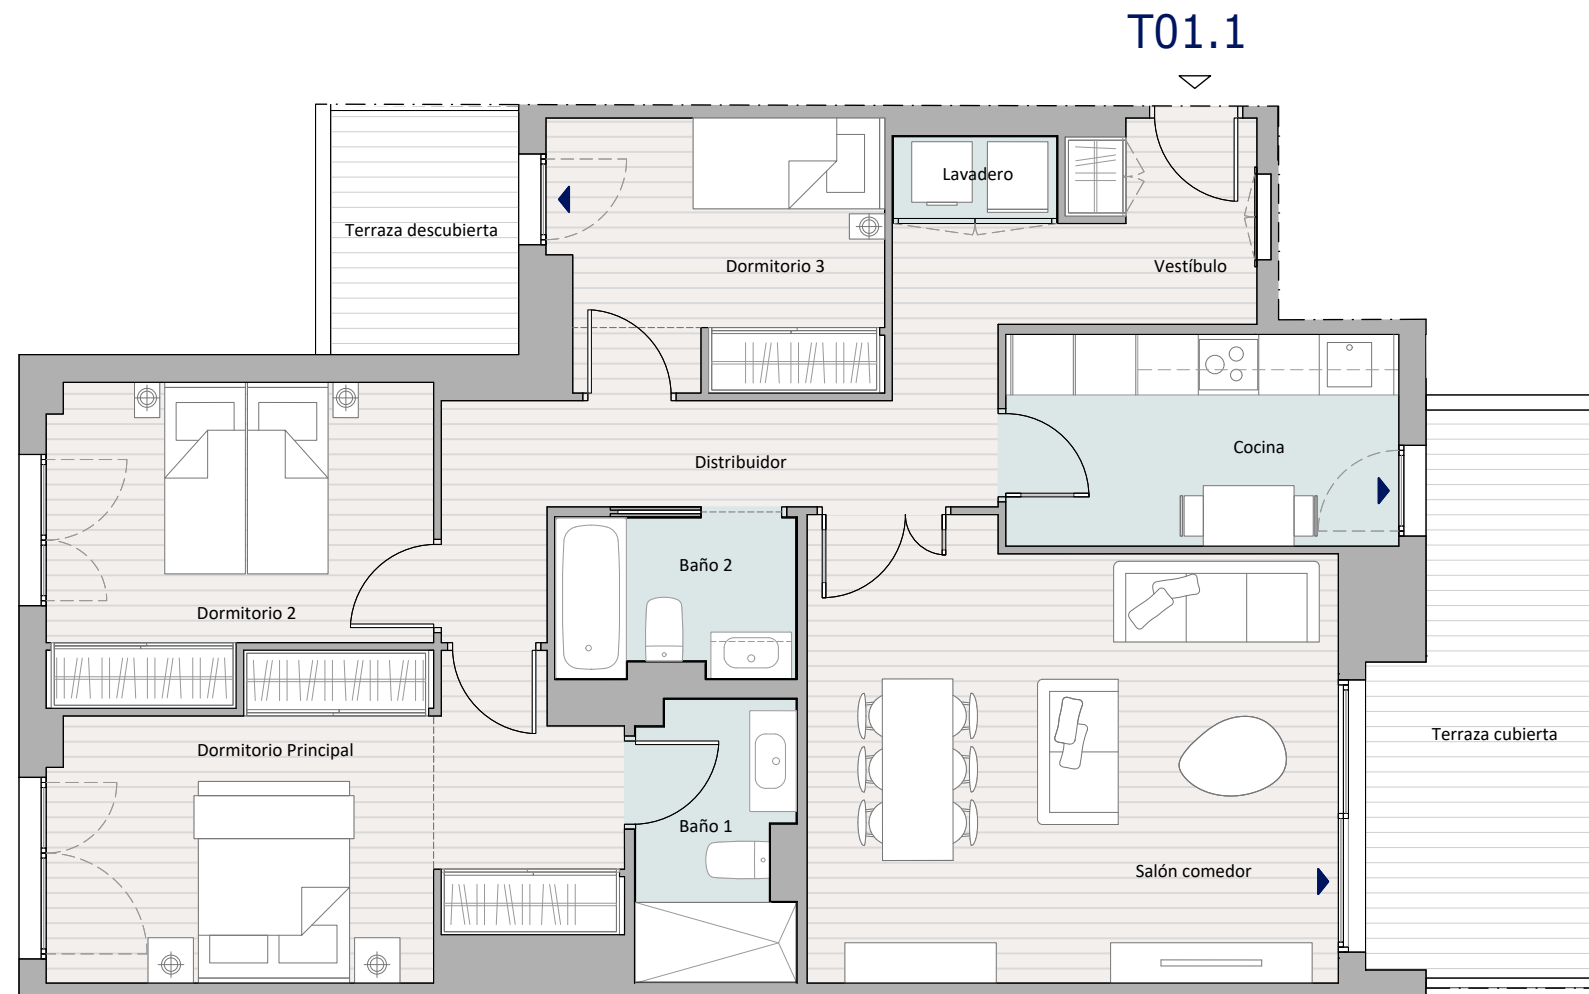 T01.1
Lavadero
Terraza descubierta
Dormitorio 3
Vestíbulo
Cocina
Distribuidor
Baño 2
Dormitorio 2
Terraza cubierta
Dormitorio Principal
Baño 1
Salón comedor